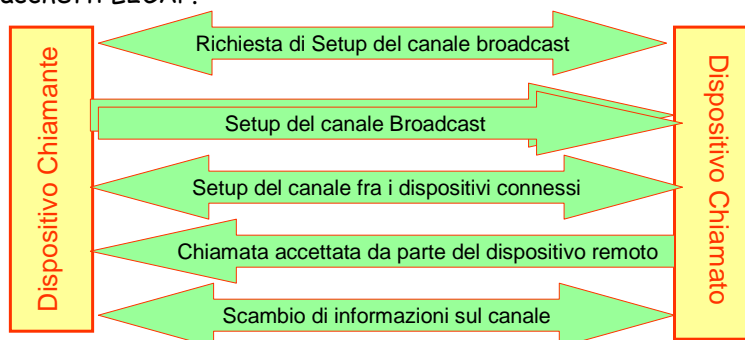 Dispositivo Chiamante
Richiesta di Setup del canale broadcast
Setup del canale Broadcast
Setup del canale fra i dispositivi connessi
Chiamata accettata da parte del dispositivo remoto
Scambio di informazioni sul canale
Dispositivo Chiamato